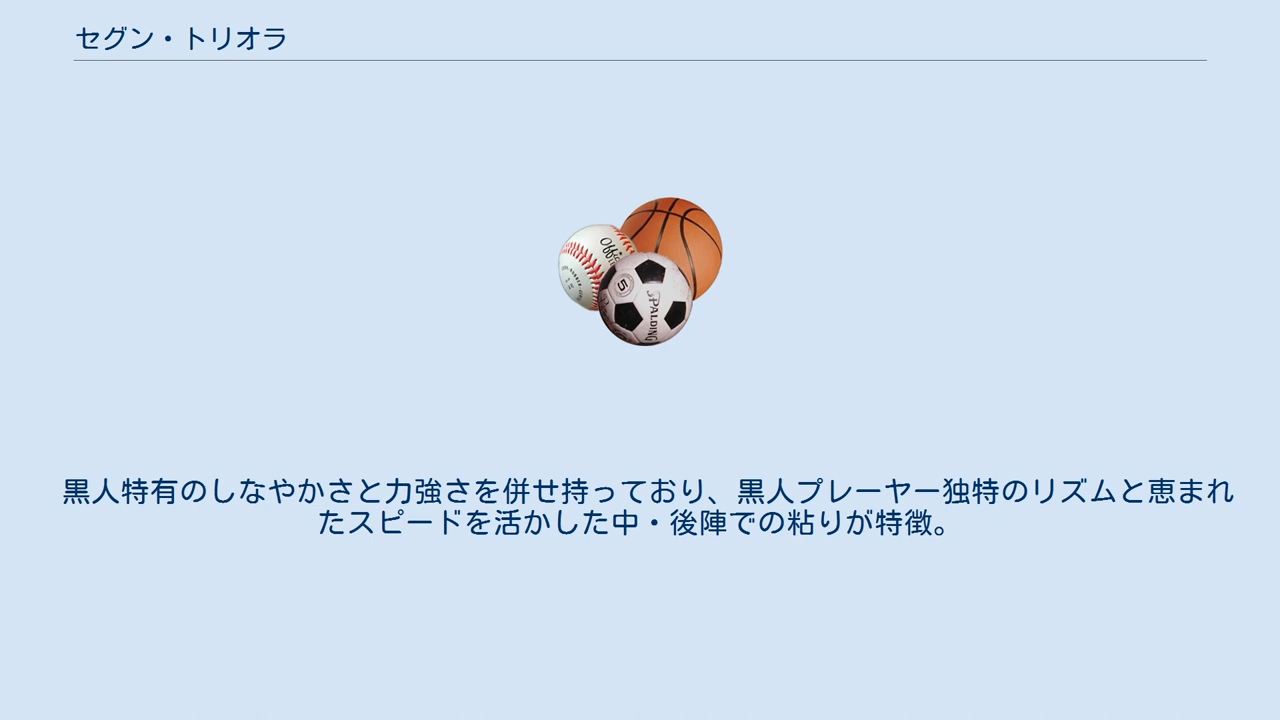 セグン・トリオラ
Offic
5
SPALDING
黒人特有のしなやかさと力強さを併せ持っており、黒人プレーヤー独特のリズムと恵まれ
たスピードを活かした中・後陣での粘りが特徴。